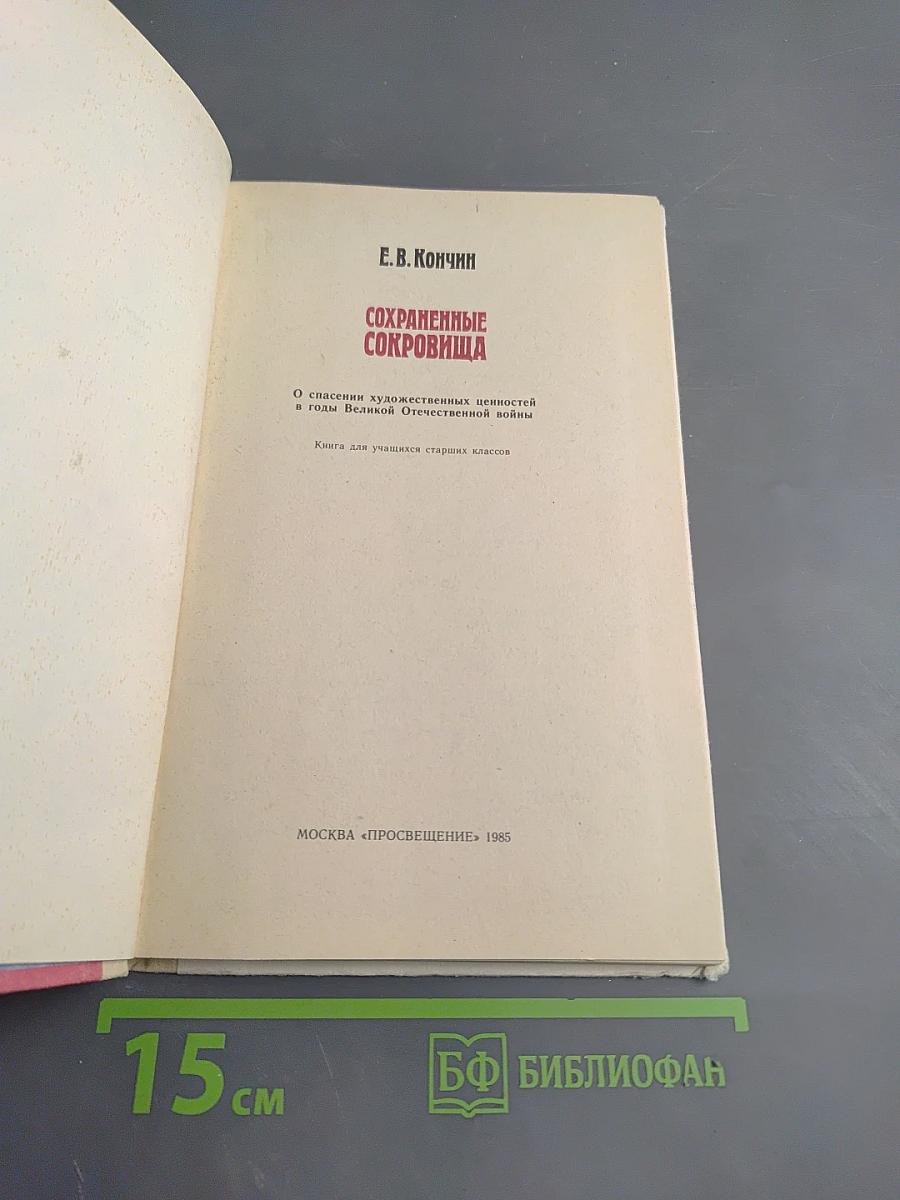 Е. В. Кончин
СОХРАНЕННЫЕ
СОКРОВИЩА
О спасении художественных ценностей
в годы Великой Отечественной войны
Книга для учащихся старших классов
МОСКВА «ПРОСВЕЩЕНИЕ» 1985
15 см
БФ БИБЛИОФАН